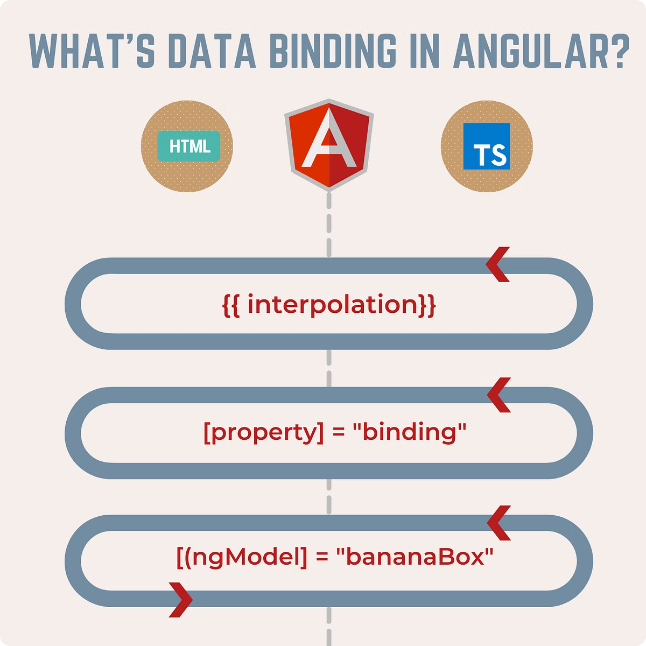 WHAT'S DATA BINDING IN ANGULAR?
HTML
A
TS
{{ interpolation}}
[property] = "binding"
[(ngModel] = "bananaBox"